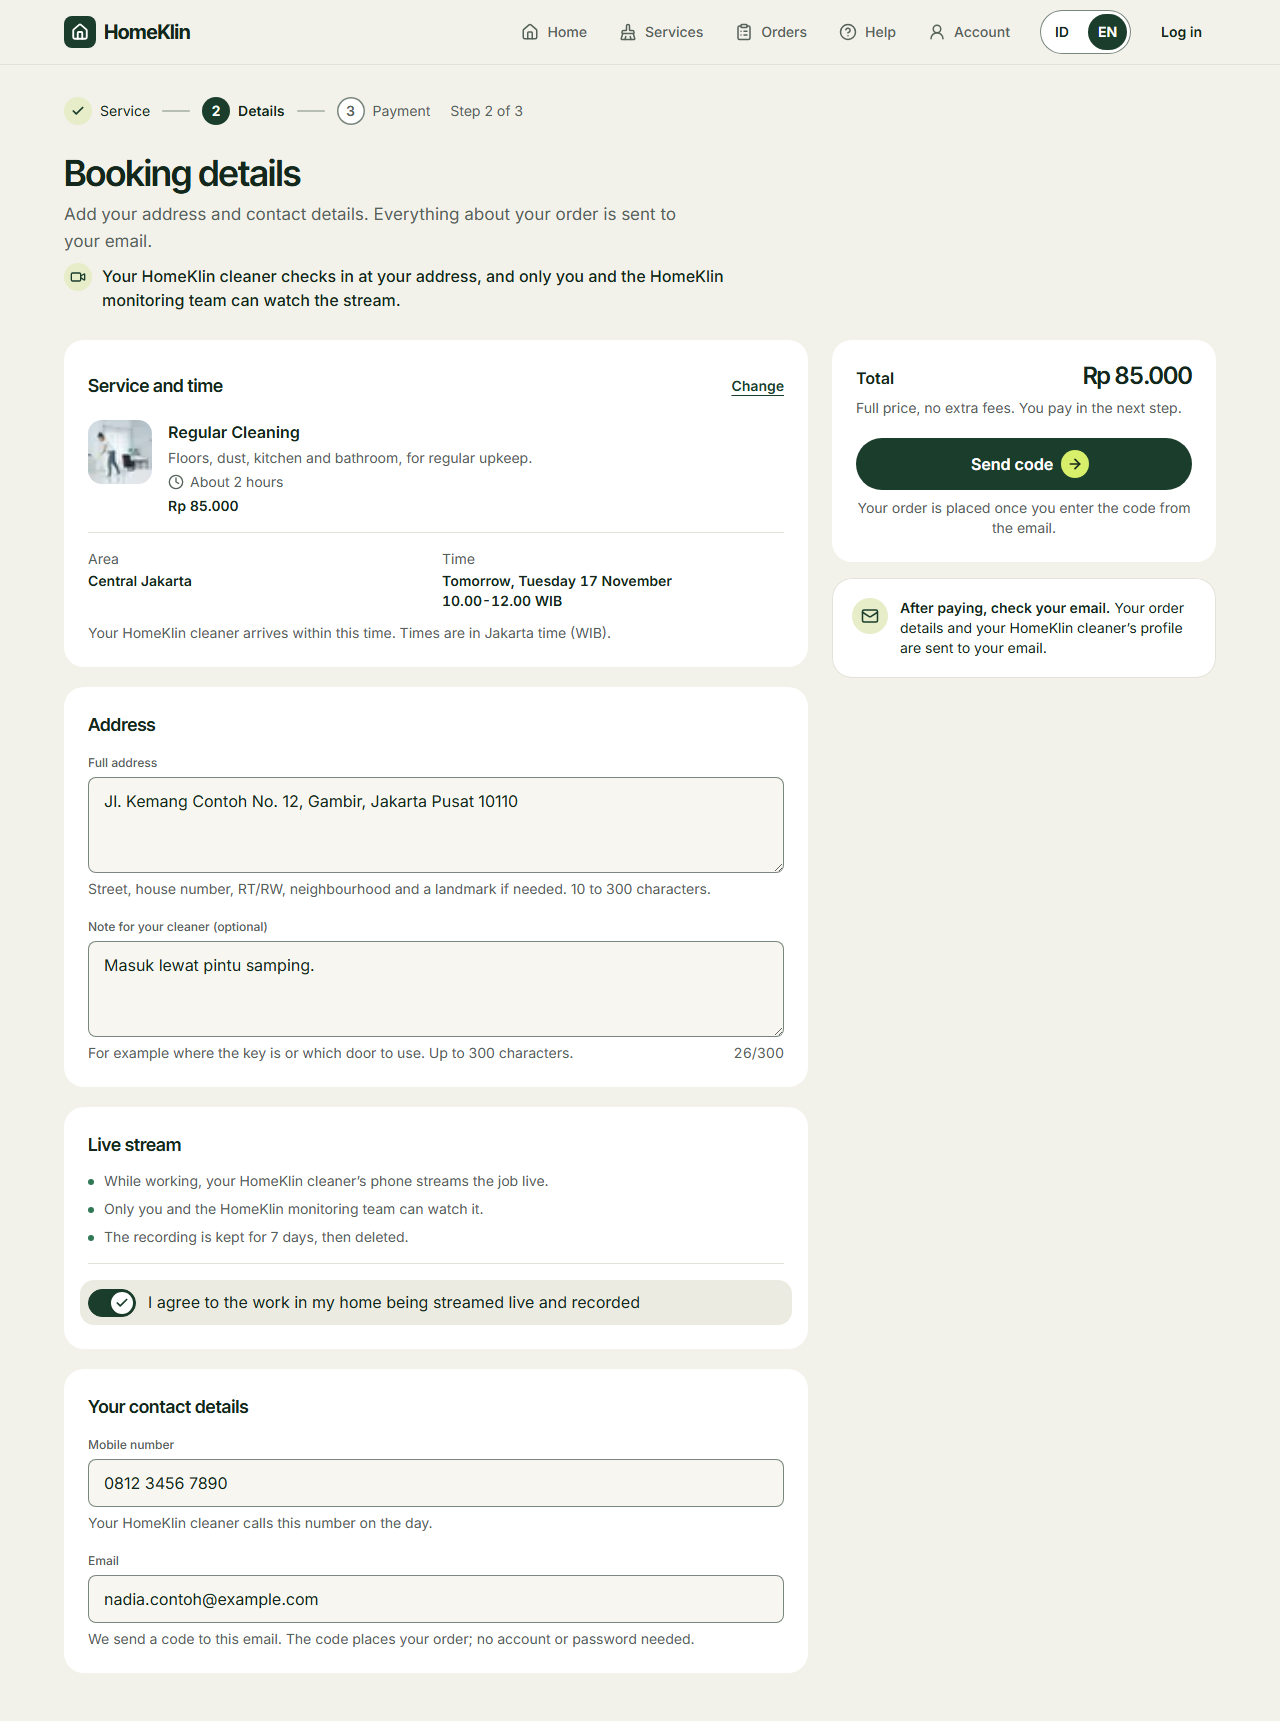 HomeKlin
Home
Services
Orders
Help
Account
ID
EN
Log in
Service
2
Details
3
Payment
Step 2 of 3
Booking details
Add your address and contact details. Everything about your order is sent to
your email.
Your HomeKlin cleaner checks in at your address, and only you and the HomeKlin
monitoring team can watch the stream.
Service and time
Change
Regular Cleaning
Floors, dust, kitchen and bathroom, for regular upkeep.
About 2 hours
Rp 85.000
Area
Central Jakarta
Time
Tomorrow, Tuesday 17 November
10.00-12.00 WIB
Your HomeKlin cleaner arrives within this time. Times are in Jakarta time (WIB).
Total
Rp 85.000
Full price, no extra fees. You pay in the next step.
Send code
Your order is placed once you enter the code from
the email.
After paying, check your email. Your order
details and your HomeKlin cleaner’s profile
are sent to your email.
Address
Full address
Jl. Kemang Contoh No. 12, Gambir, Jakarta Pusat 10110
Street, house number, RT/RW, neighbourhood and a landmark if needed. 10 to 300 characters.
Note for your cleaner (optional)
Masuk lewat pintu samping.
For example where the key is or which door to use. Up to 300 characters.
26/300
Live stream
While working, your HomeKlin cleaner’s phone streams the job live.
Only you and the HomeKlin monitoring team can watch it.
The recording is kept for 7 days, then deleted.
I agree to the work in my home being streamed live and recorded
Your contact details
Mobile number
0812 3456 7890
Your HomeKlin cleaner calls this number on the day.
Email
nadia.contoh@example.com
We send a code to this email. The code places your order; no account or password needed.